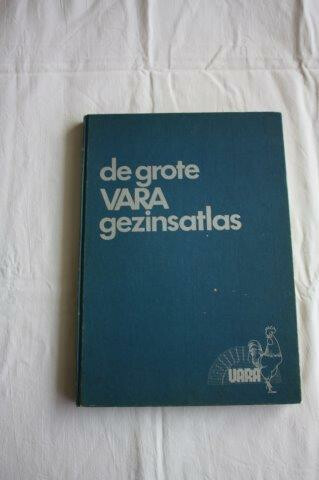 de grote
VARA
gezinsatlas
VARA